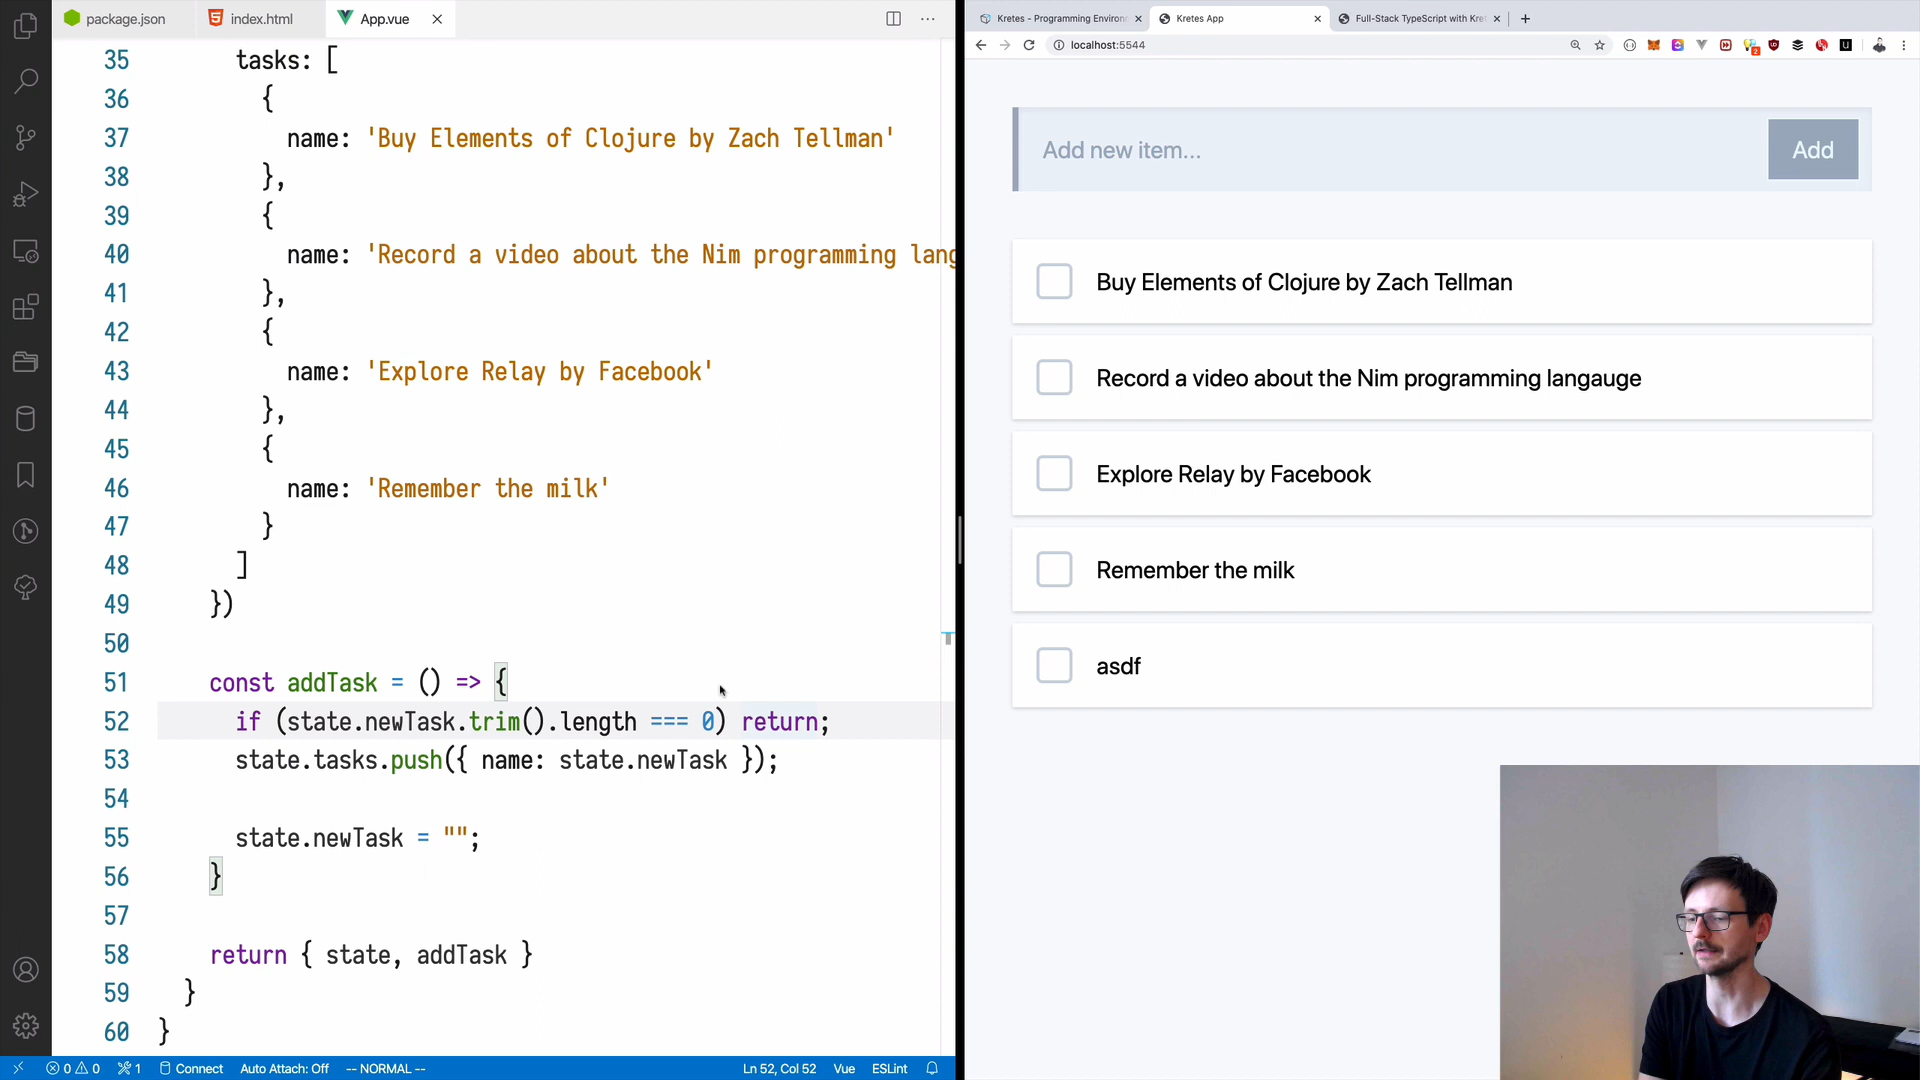 package.json
index.html
App.vue
35 tasks: [
36 {
37 name: 'Buy Elements of Clojure by Zach Tellman'
38 },
39 {
40 name: 'Record a video about the Nim programming lang
41 },
42 {
43 name: 'Explore Relay by Facebook'
44 },
45 {
46 name: 'Remember the milk'
47 }
48 ]
49 })
50
51 const addTask = () => {
52 if (state.newTask.trim().length === 0) return;
53 state.tasks.push({ name: state.newTask });
54
55 state.newTask = "";
56 }
57
58 return { state, addTask }
59 }
60 }
0 0 1 Connect Auto Attach: Off -- NORMAL -- Ln 52, Col 52 Vue ESLint
Kretes - Programming Environ
Kretes App
Full-Stack TypeScript with Kret
localhost:5544
Add new item...
Add
Buy Elements of Clojure by Zach Tellman
Record a video about the Nim programming langauge
Explore Relay by Facebook
Remember the milk
asdf